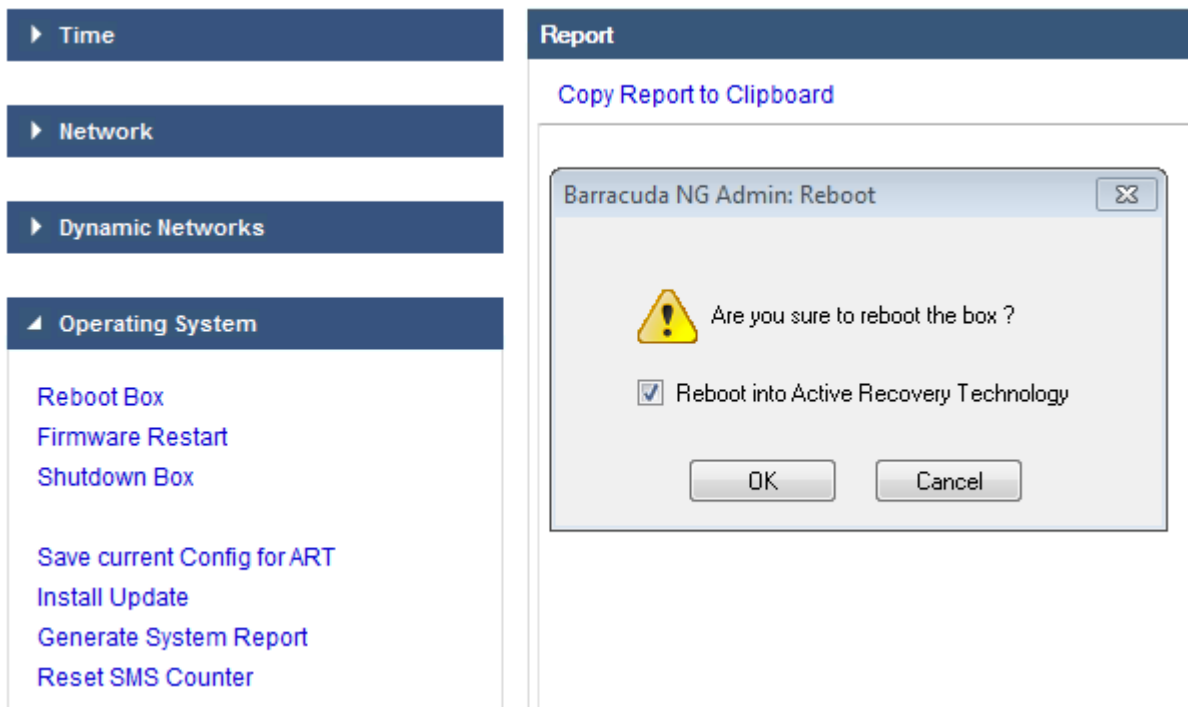 Time
Network
Dynamic Networks
Operating System
Reboot Box
Firmware Restart
Shutdown Box
Save current Config for ART
Install Update
Generate System Report
Reset SMS Counter
Report
Copy Report to Clipboard
Barracuda NG Admin: Reboot
Are you sure to reboot the box ?
Reboot into Active Recovery Technology
OK
Cancel